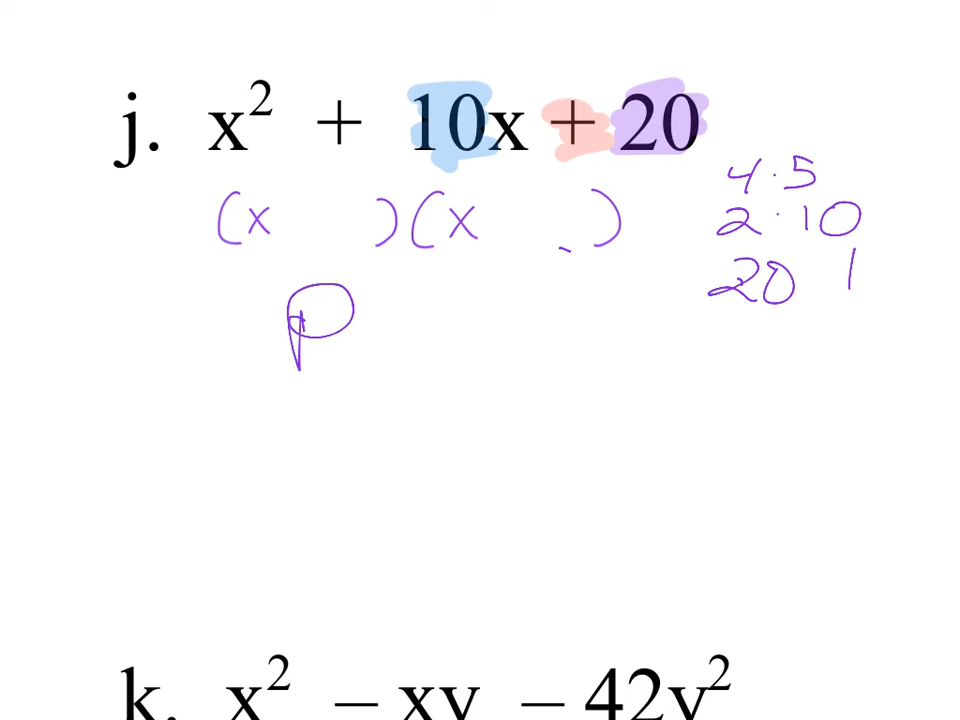 j. x² + 10x + 20
4 · 5
(x )(x )
2 · 10
20 1
p
k. x² – xy – 42y²